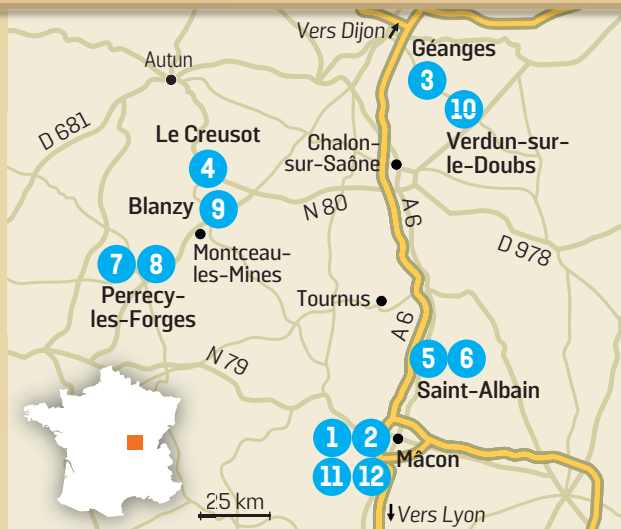 Vers Dijon
Géanges
3
10
Verdun-sur-
le-Doubs
Autun
D 681
Le Creusot
4
Chalon-
sur-Saône
Blanzy
9
N 80
A 6
D 978
Montceau-
les-Mines
7 8
Perrecy-
les-Forges
Tournus
A 6
N 79
5 6
Saint-Albain
1 2
Mâcon
11 12
25 km
Vers Lyon